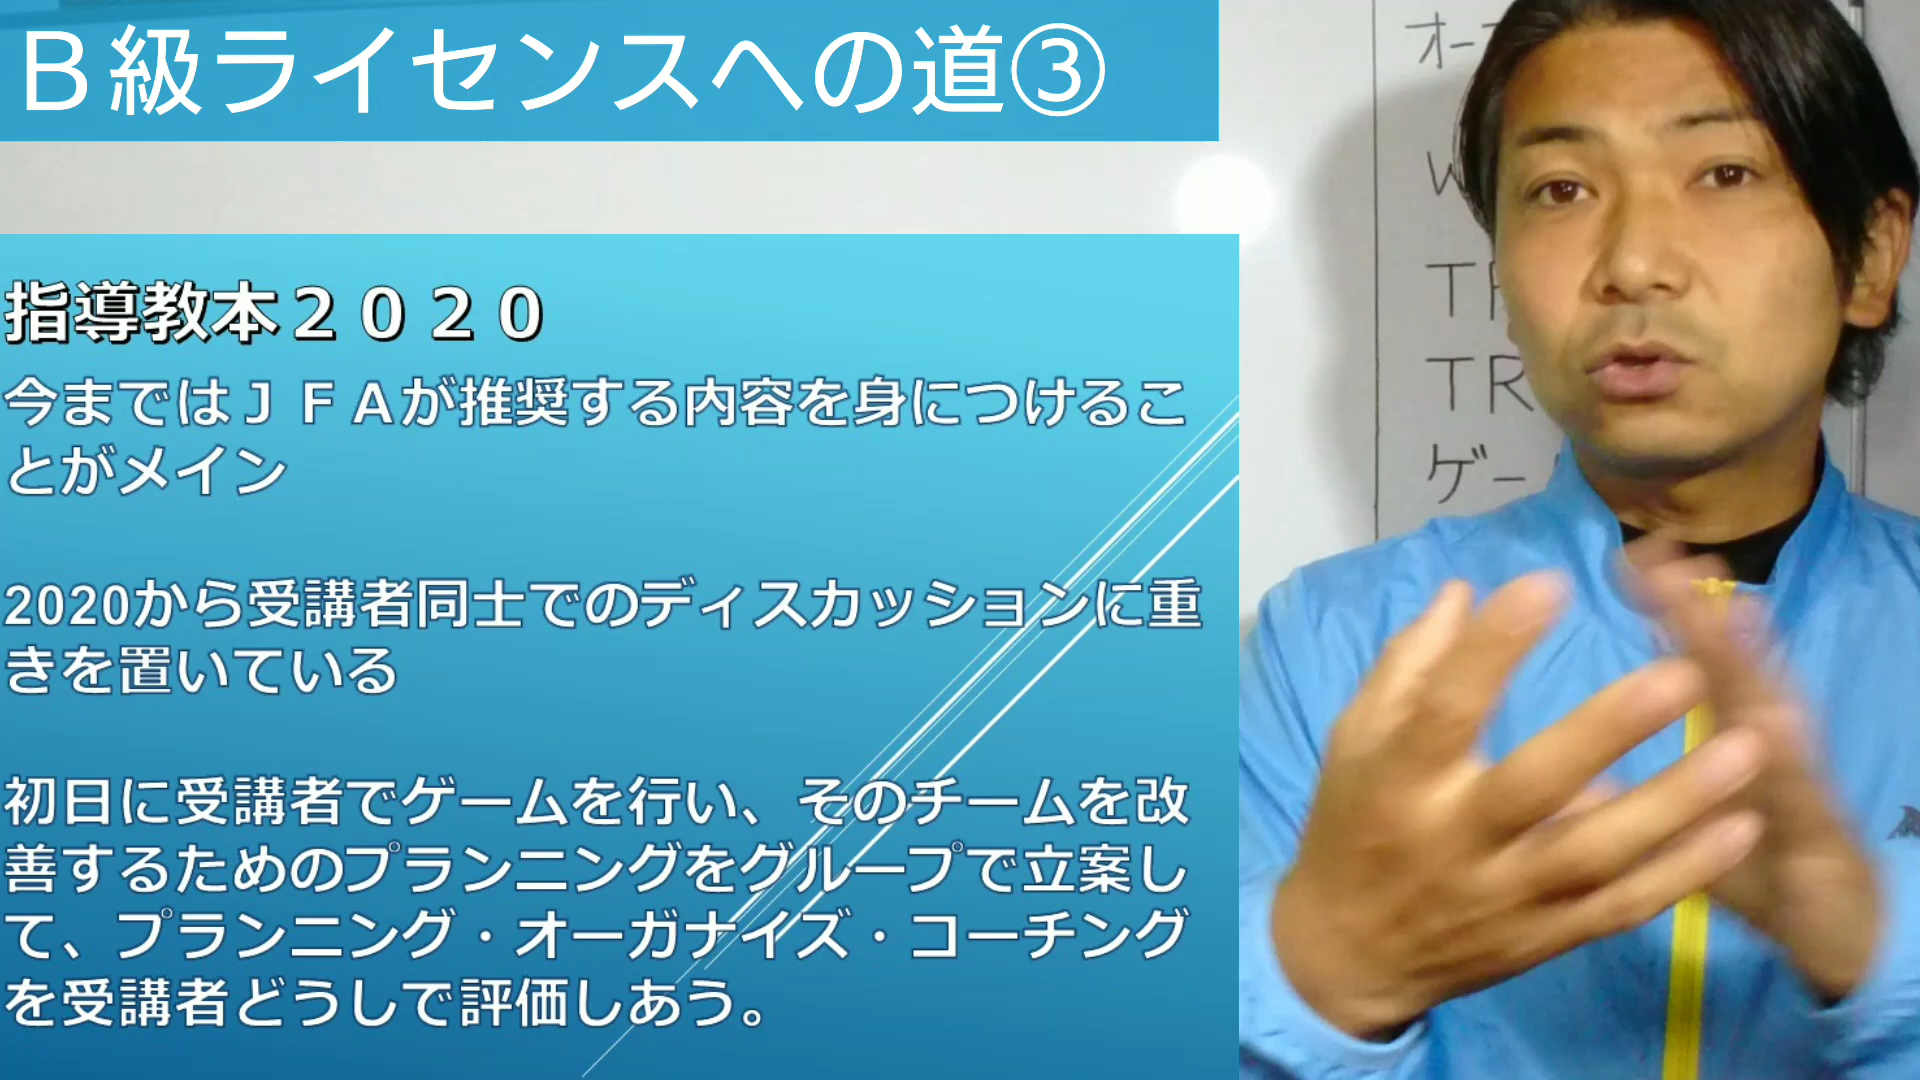 B級ライセンスへの道③
オー
W
T
TR
ゲー
指導教本２０２０
今まではＪＦＡが推奨する内容を身につけるこ
とがメイン
2020から受講者同士でのディスカッションに重
きを置いている
初日に受講者でゲームを行い、そのチームを改
善するためのプランニングをグループで立案し
て、プランニング・オーガナイズ・コーチング
を受講者どうしで評価しあう。